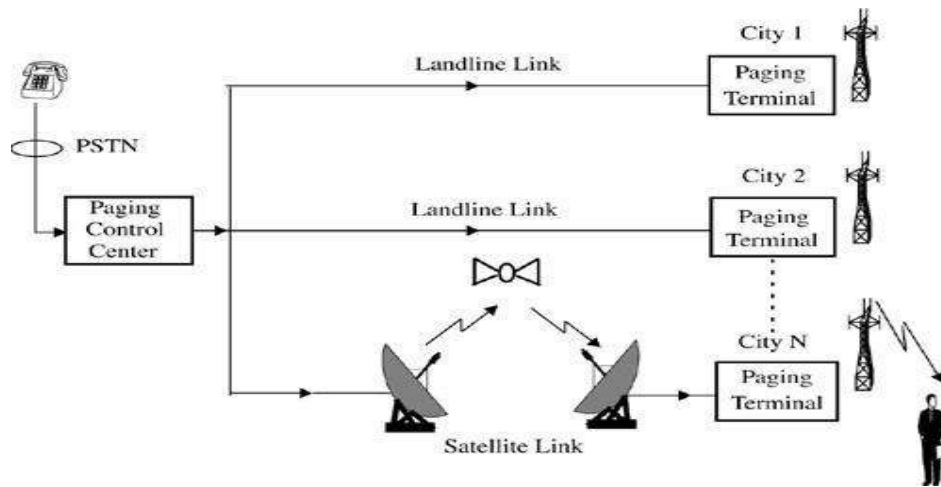 City 1
Landline Link
Paging
Terminal
PSTN
City 2
Landline Link
Paging
Terminal
Paging
Control
Center
City N
Paging
Terminal
Satellite Link